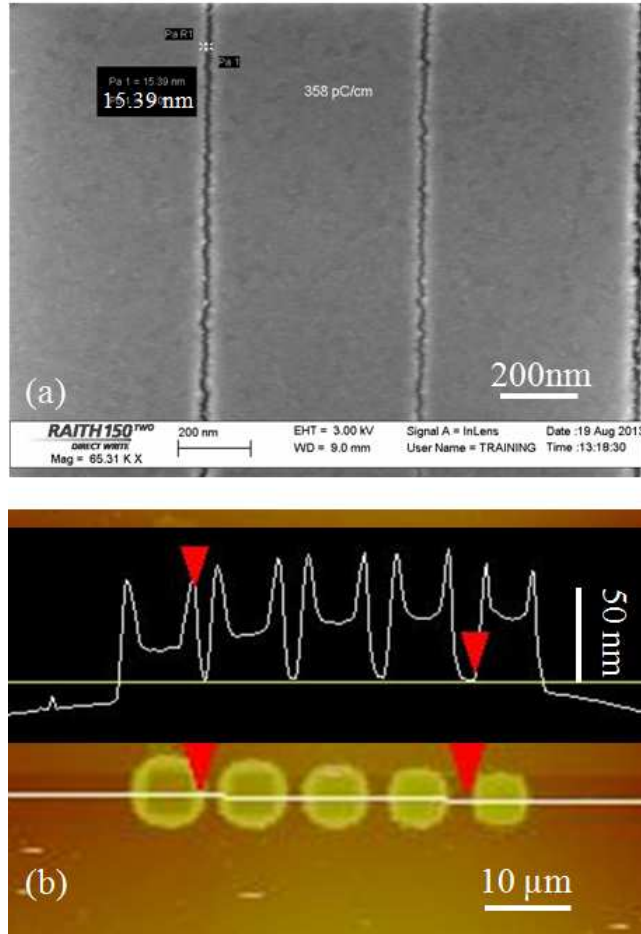 Pa R1
Pa 1
Pa 1 = 15.39 nm
15.39 nm
358 pC/cm
(a)
200nm
RAITH150TWO
DIRECT WRITE
Mag = 65.31 K X
200 nm
EHT = 3.00 kV
WD = 9.0 mm
Signal A = InLens
User Name = TRAINING
Date :19 Aug 2013
Time :13:18:30
50 nm
(b)
10 µm